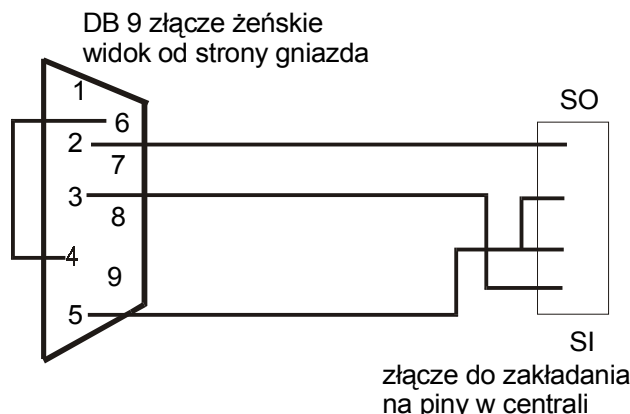 DB 9 złącze żeńskie
widok od strony gniazda
SO
1
6
2
7
3
8
4
9
5
SI
złącze do zakładania
na piny w centrali